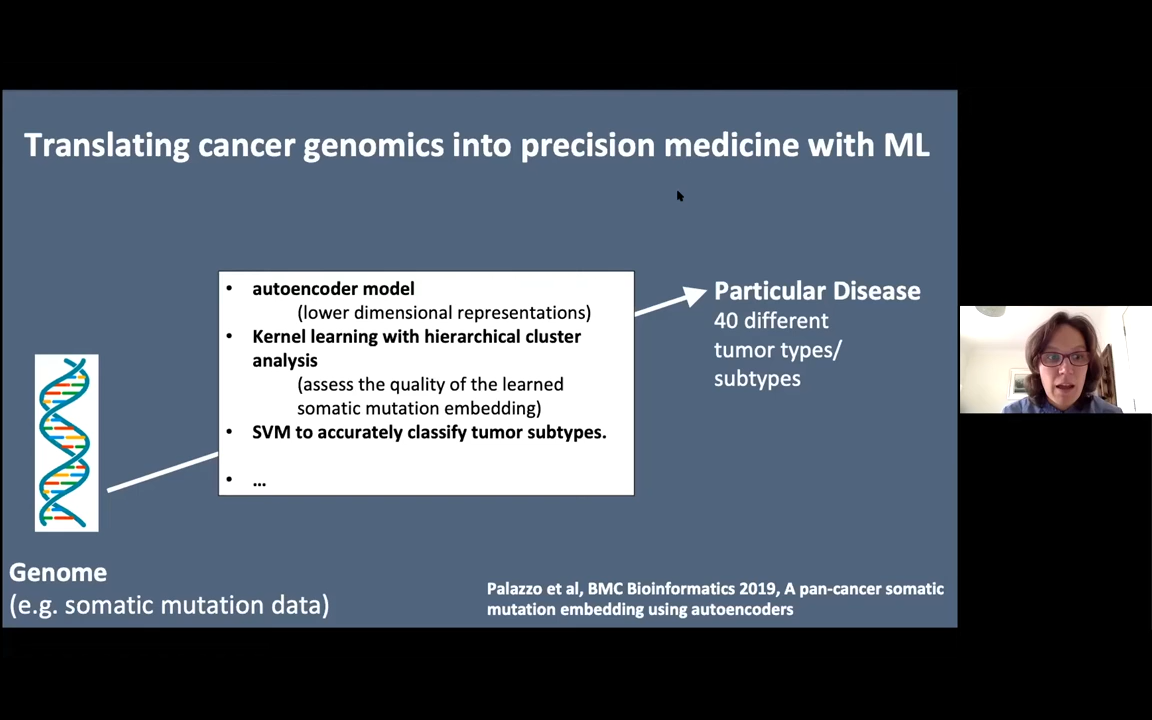 Translating cancer genomics into precision medicine with ML
• autoencoder model
(lower dimensional representations)
• Kernel learning with hierarchical cluster
analysis
(assess the quality of the learned
somatic mutation embedding)
• SVM to accurately classify tumor subtypes.
• ...
Particular Disease
40 different
tumor types/
subtypes
Genome
(e.g. somatic mutation data)
Palazzo et al, BMC Bioinformatics 2019, A pan-cancer somatic
mutation embedding using autoencoders